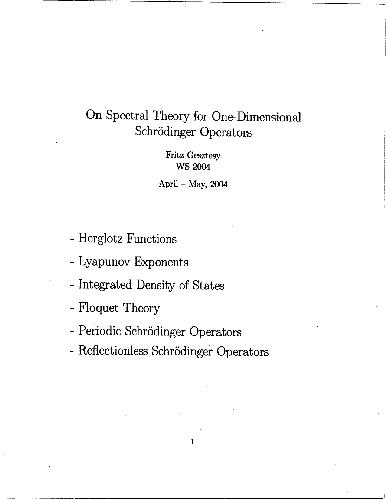 On Spectral Theory for One-Dimensional
Schrödinger Operators
Fritz Gesztesy
WS 2004
April – May, 2004
- Herglotz Functions
- Lyapunov Exponents
- Integrated Density of States
- Floquet Theory
- Periodic Schrödinger Operators
- Reflectionless Schrödinger Operators
1